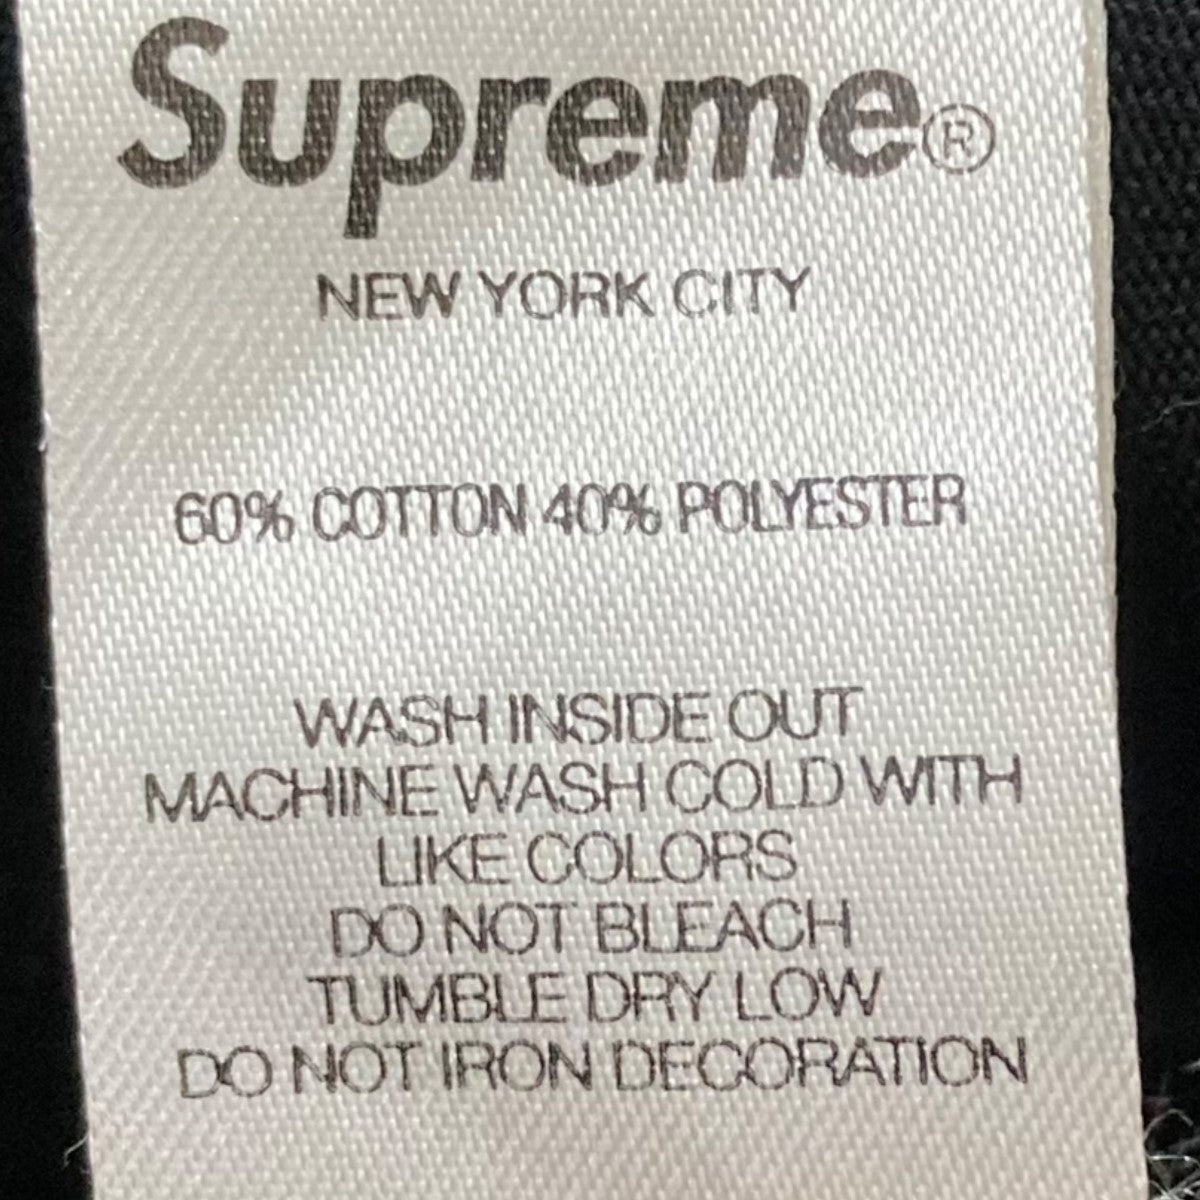 Supreme®
NEW YORK CITY
60% COTTON 40% POLYESTER
WASH INSIDE OUT
MACHINE WASH COLD WITH
LIKE COLORS
DO NOT BLEACH
TUMBLE DRY LOW
DO NOT IRON DECORATION